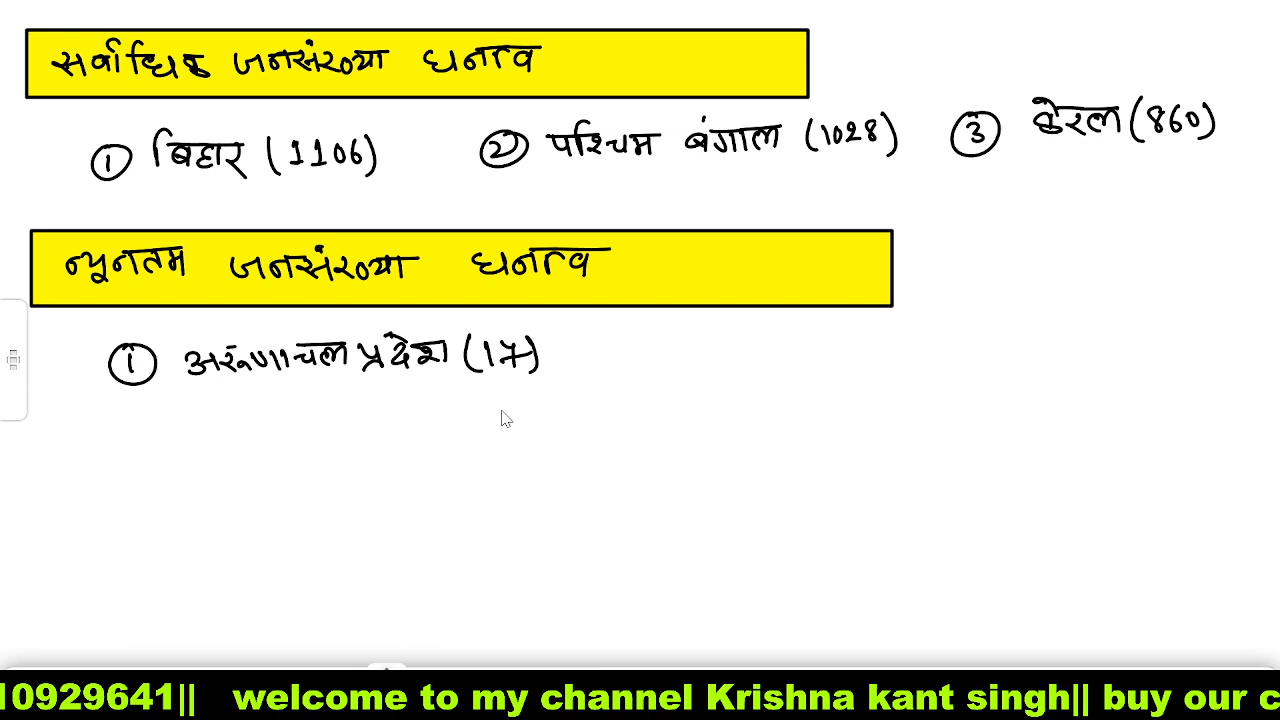 सर्वाधिक जनसंख्या घनत्व
① बिहार (1106) ② पश्चिम बंगाल (1028) ③ केरल (860)
न्यूनतम जनसंख्या घनत्व
① अरूणाचल प्रदेश (17)
10929641|| welcome to my channel Krishna kant singh|| buy our c